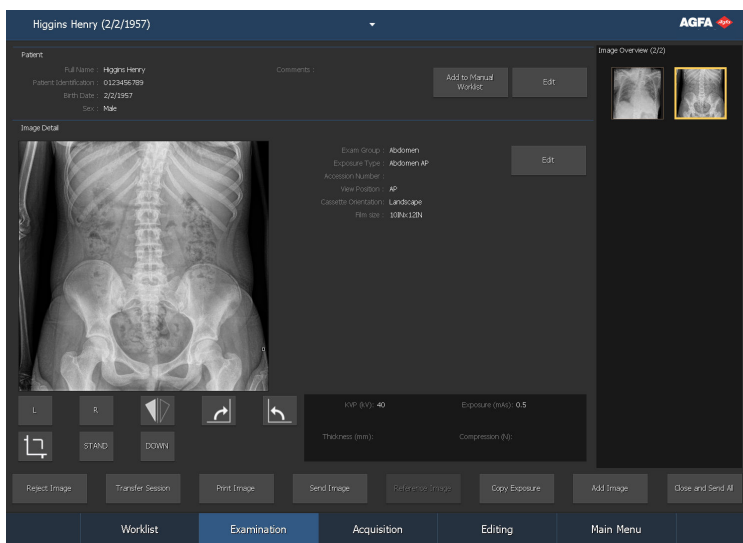 Higgins Henry (2/2/1957)
AGFA
Patient
Full Name : Higgins Henry
Comments :
Patient Identification : 0123456789
Birth Date : 2/2/1957
Sex : Male
Add to Manual
Worklist
Edit
Image Overview (2/2)
Image Detail
Exam Group : Abdomen
Exposure Type : Abdomen AP
Accession Number :
View Position : AP
Cassette Orientation: Landscape
Film size : 10INx12IN
Edit
L
R
STAND
DOWN
KVP (kV): 40
Exposure (mAs): 0.5
Thickness (mm):
Compression (N):
Reject Image
Transfer Session
Print Image
Send Image
Reference Image
Copy Exposure
Add Image
Close and Send All
Worklist
Examination
Acquisition
Editing
Main Menu